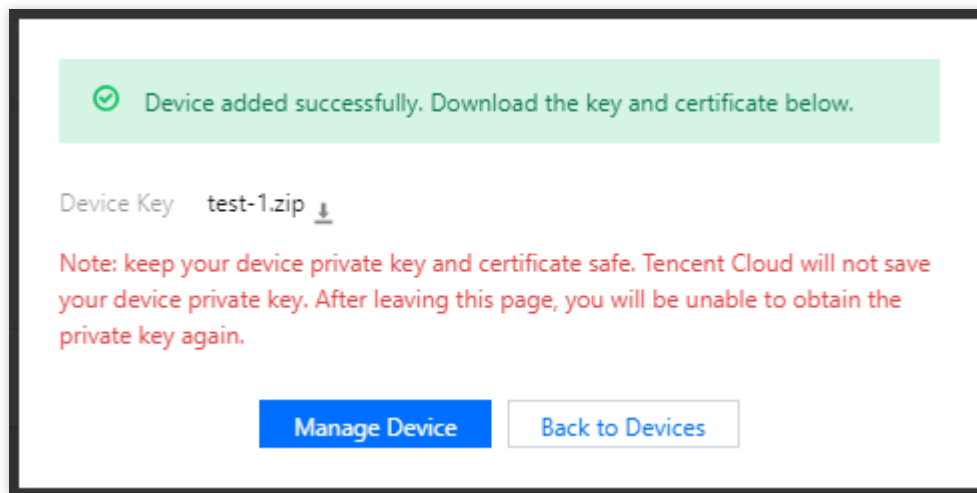 Device added successfully. Download the key and certificate below.
Device Key test-1.zip
Note: keep your device private key and certificate safe. Tencent Cloud will not save
your device private key. After leaving this page, you will be unable to obtain the
private key again.
Manage Device Back to Devices